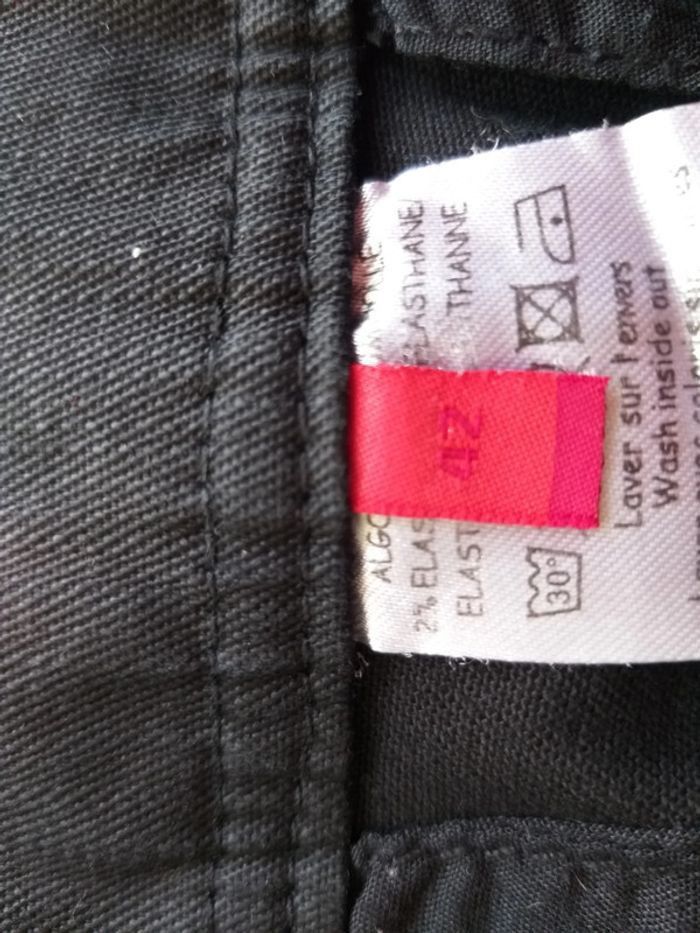 42
ALGO
2% ELAS ELASTHANE/
ELAST THANNE
30°
Laver sur l'envers
Wash inside out